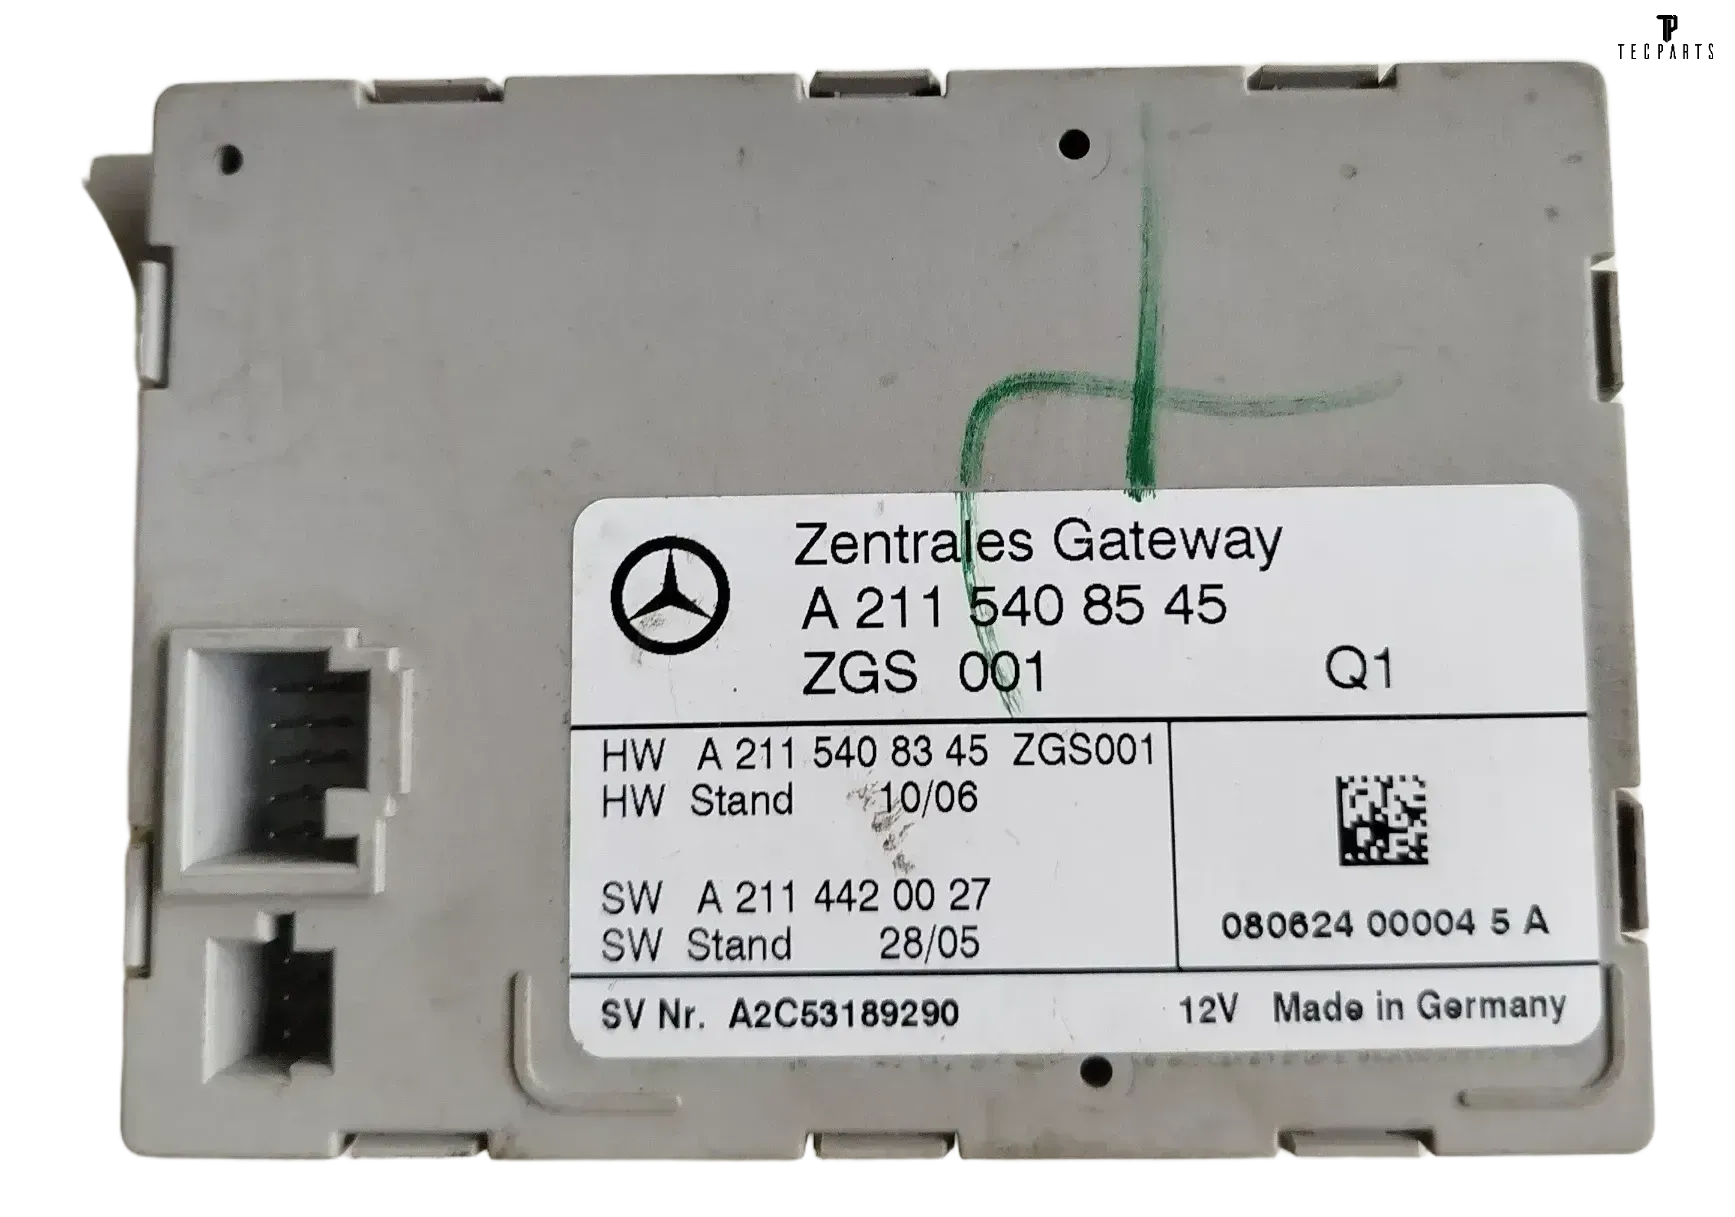 TECPARTS
Zentrales Gateway
A 211 540 85 45
ZGS 001 Q1
HW A 211 540 83 45 ZGS001
HW Stand 10/06
SW A 211 442 00 27
SW Stand 28/05
080624 00004 5 A
SV Nr. A2C53189290 12V Made in Germany